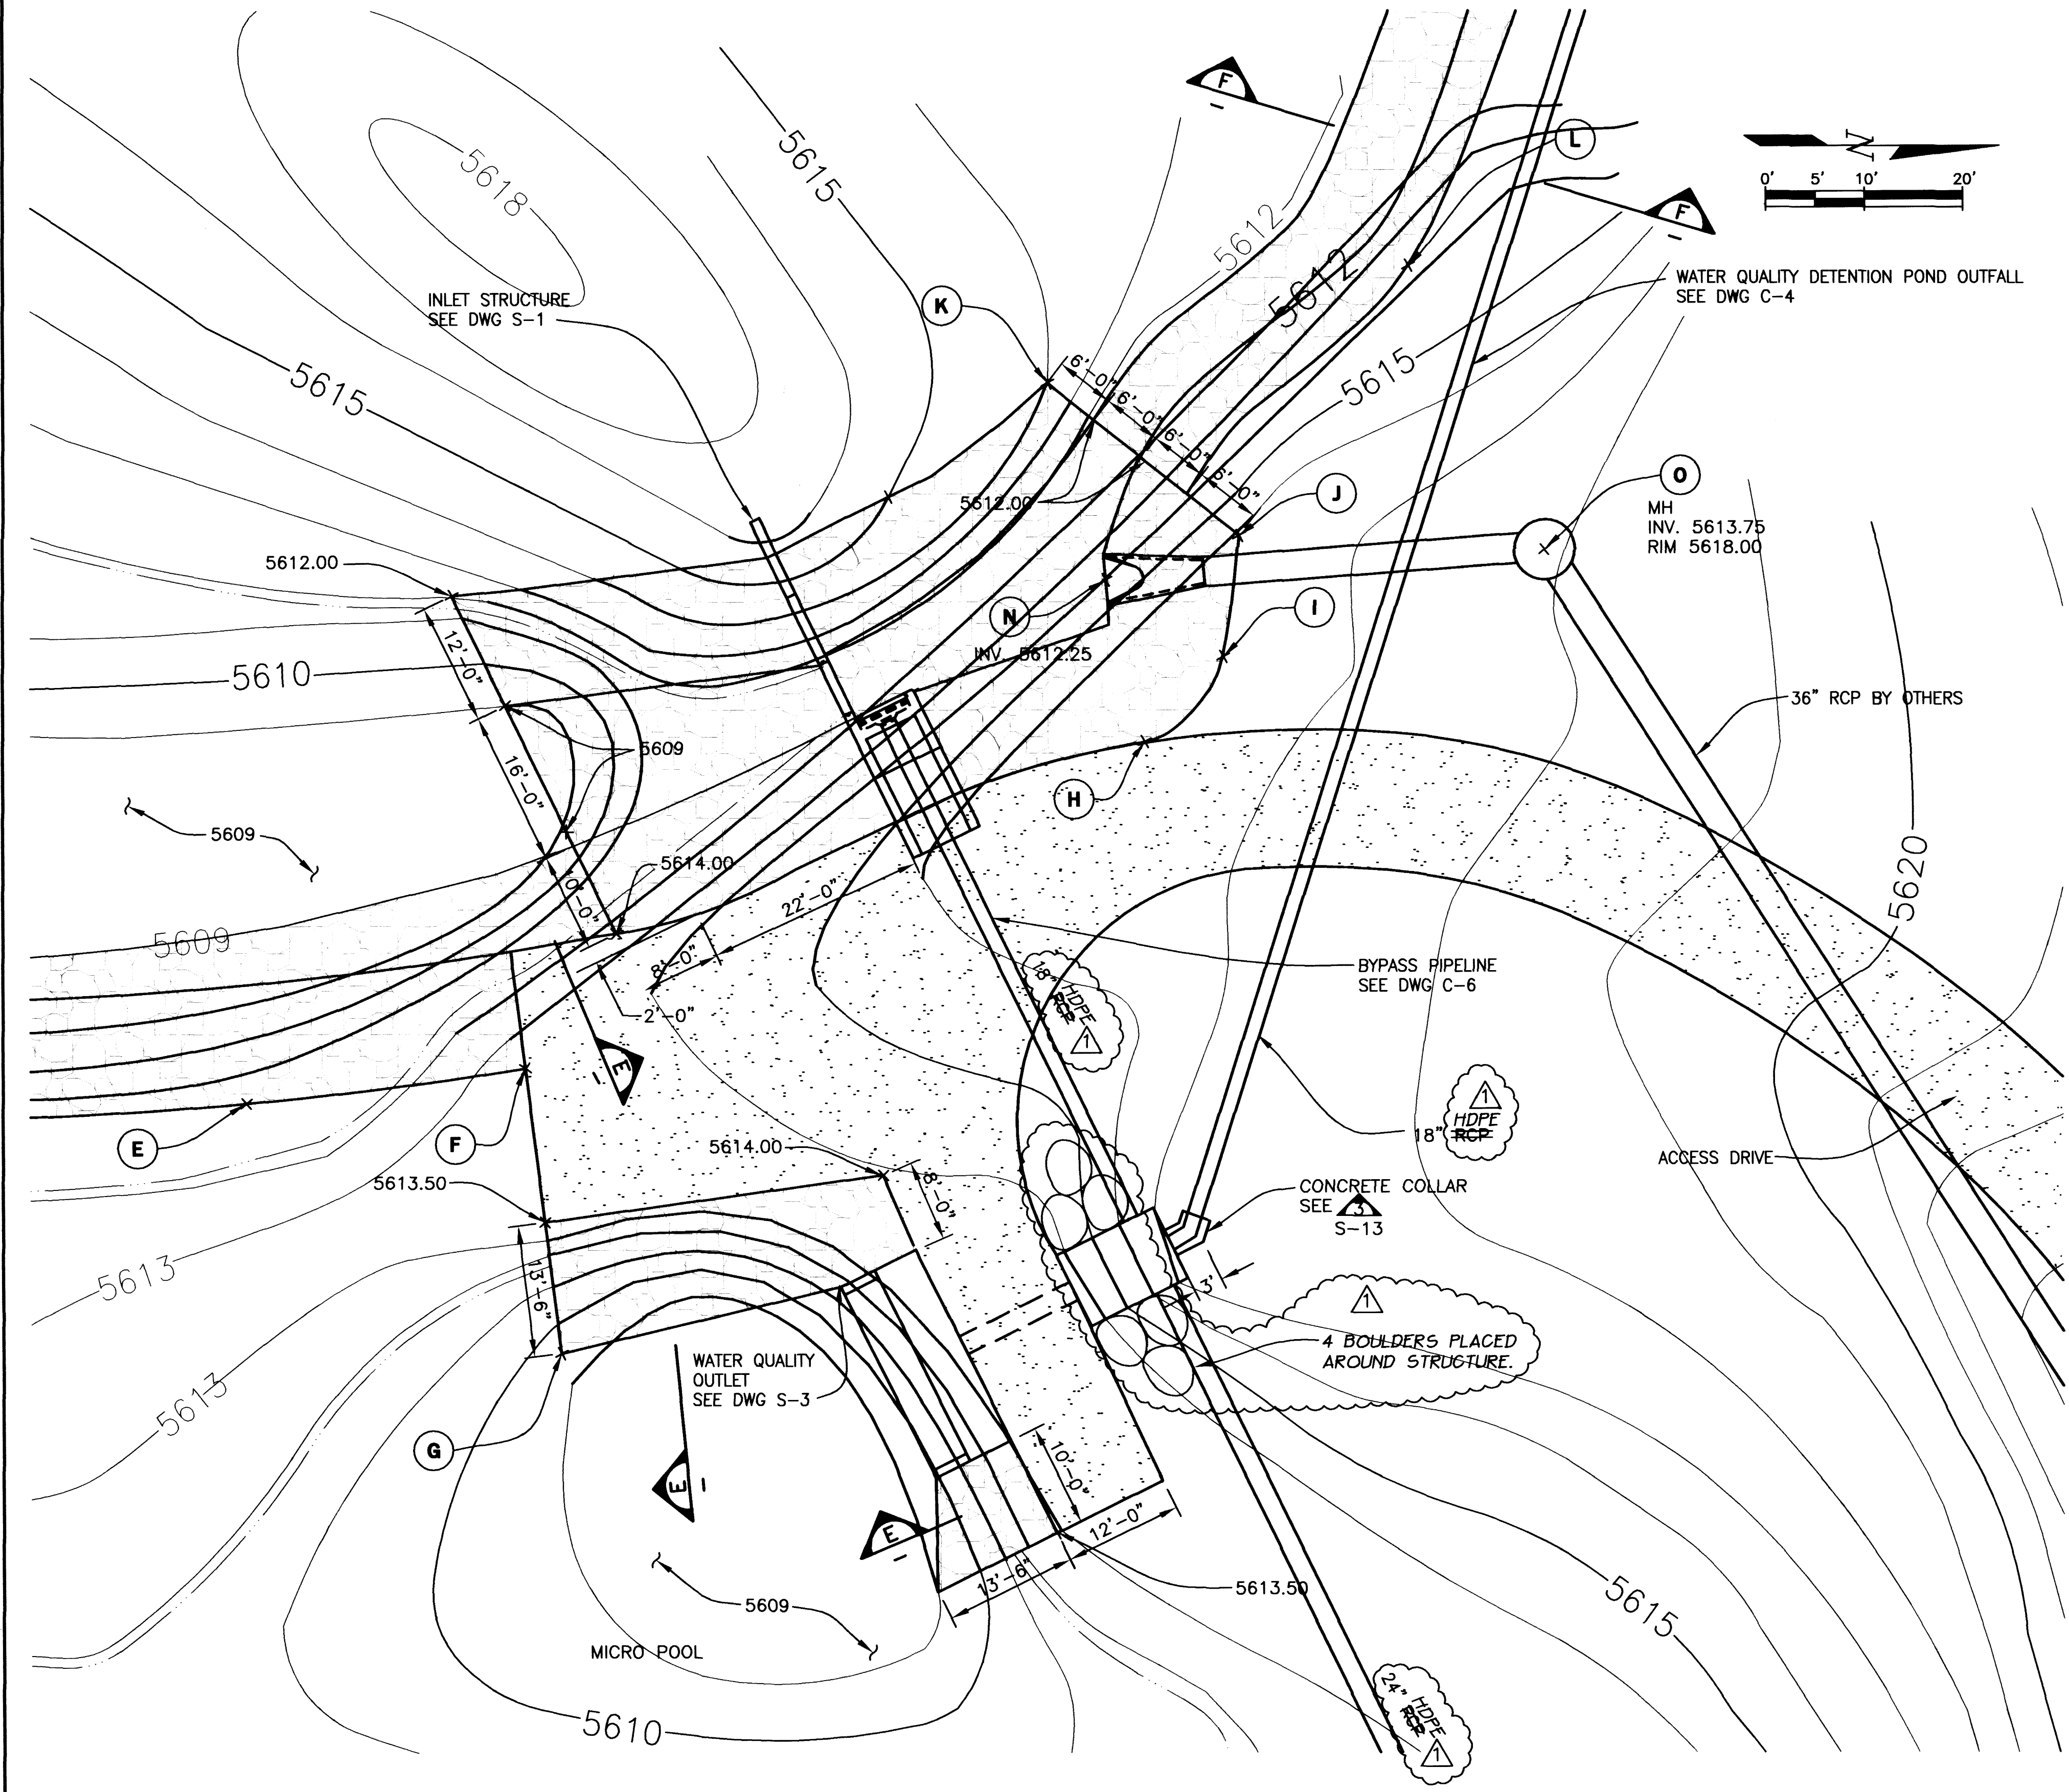 F
L
N
0' 5' 10' 20'
5618
5615
5612
F
WATER QUALITY DETENTION POND OUTFALL
SEE DWG C-4
INLET STRUCTURE
SEE DWG S-1
K
5612
5615
5615
6'-0"
6'-0"
6'-0"
6'-0"
5612.00
J
O
MH
INV. 5613.75
RIM 5618.00
5612.00
N
INV. 5612.25
I
12'-0"
5610
36" RCP BY OTHERS
5609
16'-0"
H
5609
5614.00
22'-0"
5620
5609
8'-0"
2'-0"
BYPASS PIPELINE
SEE DWG C-6
18" HDPE
RCP
1
E
E
F
1
HDPE
18" RCP
5614.00
ACCESS DRIVE
5613.50
8'-0"
CONCRETE COLLAR
SEE 3
S-13
5613
13'-6"
3'
1
4 BOULDERS PLACED
AROUND STRUCTURE.
WATER QUALITY
OUTLET
SEE DWG S-3
5613
G
10'-0"
E
E
12'-0"
13'-6"
5613.50
5609
5615
MICRO POOL
5610
24" HDPE
RCP
1